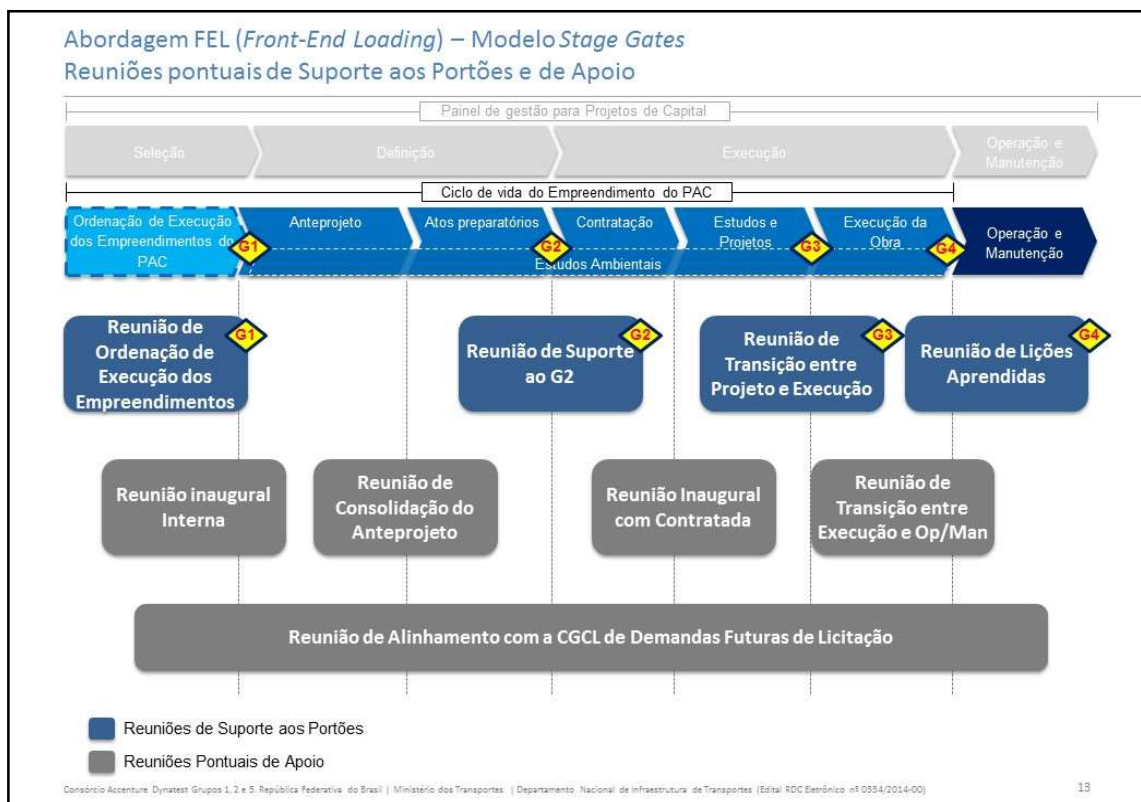 Abordagem FEL (Front-End Loading) – Modelo Stage Gates
Reuniões pontuais de Suporte aos Portões e de Apoio
Painel de gestão para Projetos de Capital
Seleção
Definição
Execução
Operação e
Manutenção
Ciclo de vida do Empreendimento do PAC
Ordenação de Execução
dos Empreendimentos do
PAC
G1
Anteprojeto
Atos preparatórios
G2
Contratação
Estudos e
Projetos
G3
Execução da
Obra
G4
Estudos Ambientais
Operação e
Manutenção
Reunião de
Ordenação de
Execução dos
Empreendimentos
G1
Reunião de Suporte
ao G2
G2
Reunião de
Transição entre
Projeto e Execução
G3
Reunião de Lições
Aprendidas
G4
Reunião inaugural
Interna
Reunião de
Consolidação do
Anteprojeto
Reunião Inaugural
com Contratada
Reunião de
Transição entre
Execução e Op/Man
Reunião de Alinhamento com a CGCL de Demandas Futuras de Licitação
Reuniões de Suporte aos Portões
Reuniões Pontuais de Apoio
Consórcio Accenture Dynatest Grupos 1, 2 e 5. República Federativa do Brasil | Ministério dos Transportes | Departamento Nacional de Infraestrutura de Transportes (Edital RDC Eletrônico nº 0354/2014-00)
13